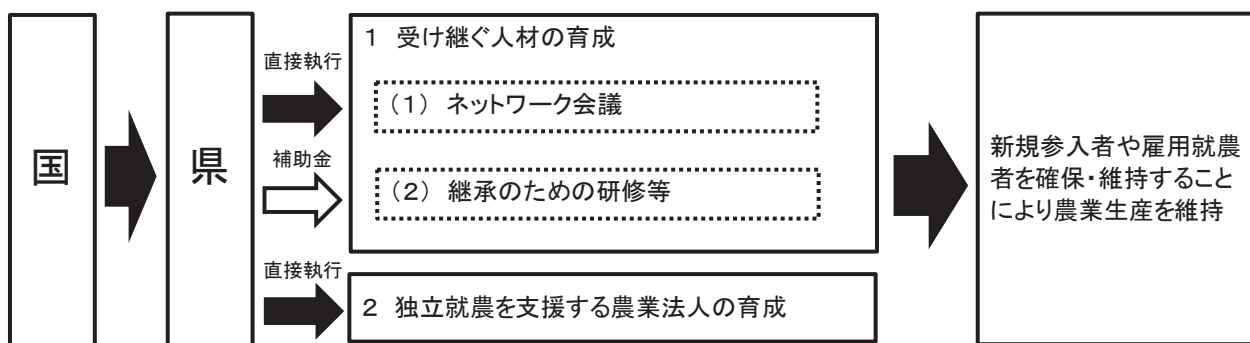 国
県
直接執行
補助金
直接執行
１ 受け継ぐ人材の育成
（１） ネットワーク会議
（２） 継承のための研修等
２ 独立就農を支援する農業法人の育成
新規参入者や雇用就農
者を確保・維持すること
により農業生産を維持